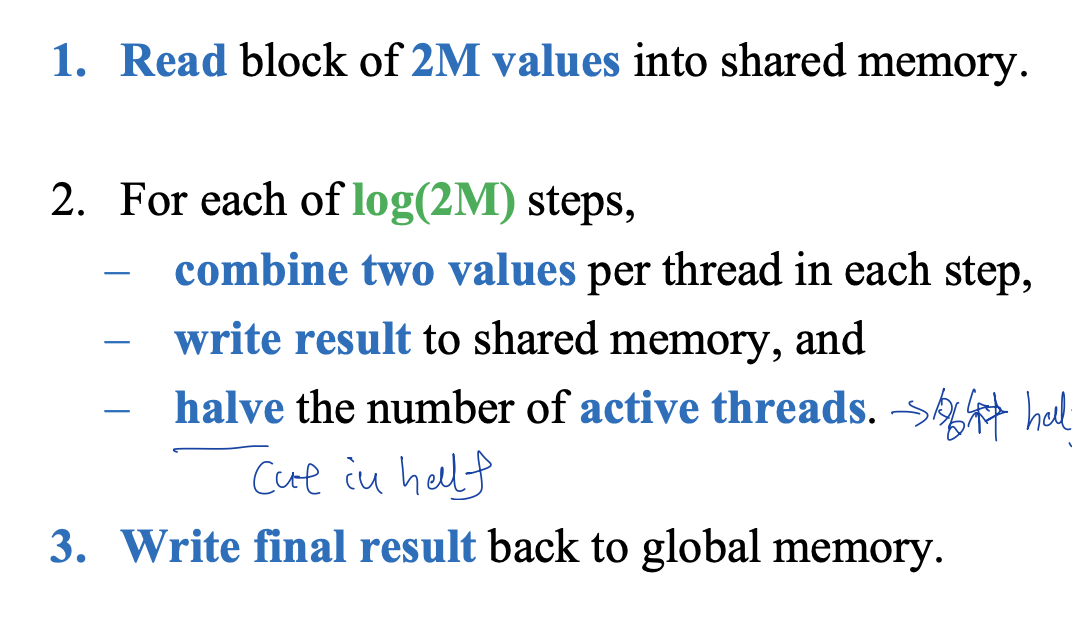 1. Read block of 2M values into shared memory.
2. For each of log(2M) steps,
– combine two values per thread in each step,
– write result to shared memory, and
– halve the number of active threads. →各种
cut in half
3. Write final result back to global memory.